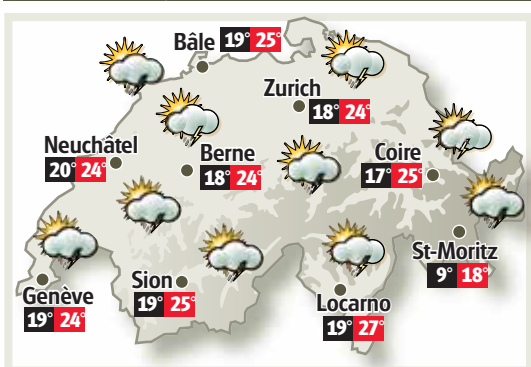 Bâle 19° 25°
Zurich
18° 24°
Neuchâtel
20° 24°
Berne
18° 24°
Coire
17° 25°
St-Moritz
9° 18°
Genève
19° 24°
Sion
19° 25°
Locarno
19° 27°